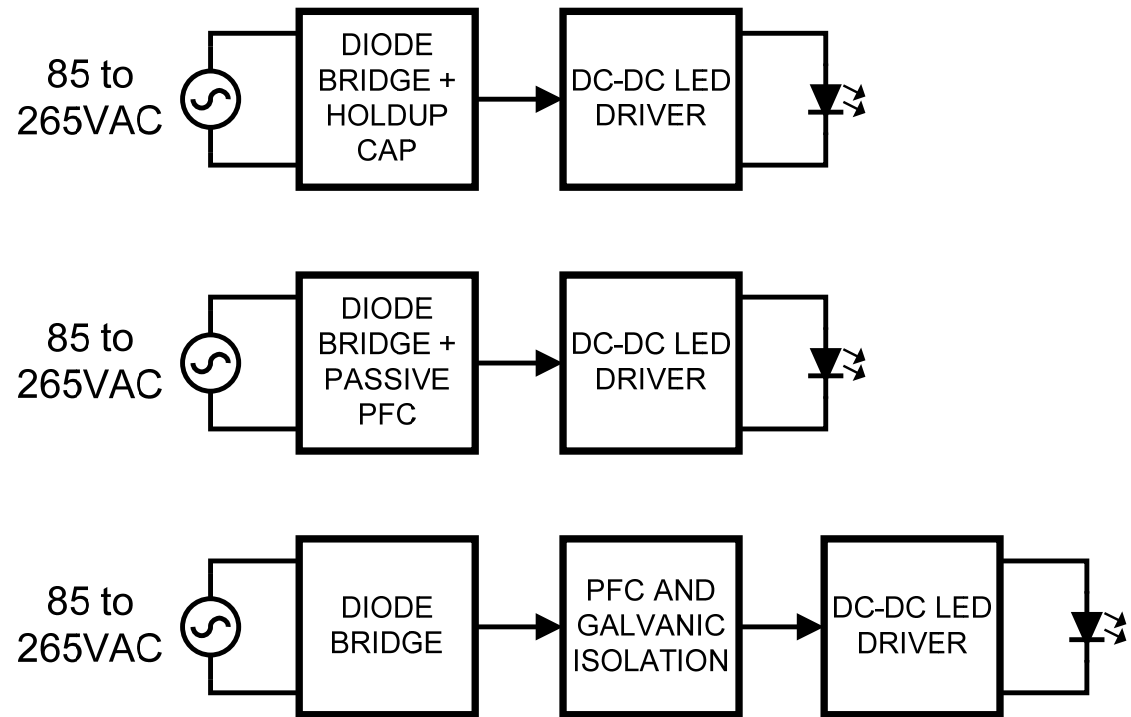 85 to
265VAC
DIODE
BRIDGE +
HOLDUP
CAP
DC-DC LED
DRIVER
85 to
265VAC
DIODE
BRIDGE +
PASSIVE
PFC
DC-DC LED
DRIVER
85 to
265VAC
DIODE
BRIDGE
PFC AND
GALVANIC
ISOLATION
DC-DC LED
DRIVER